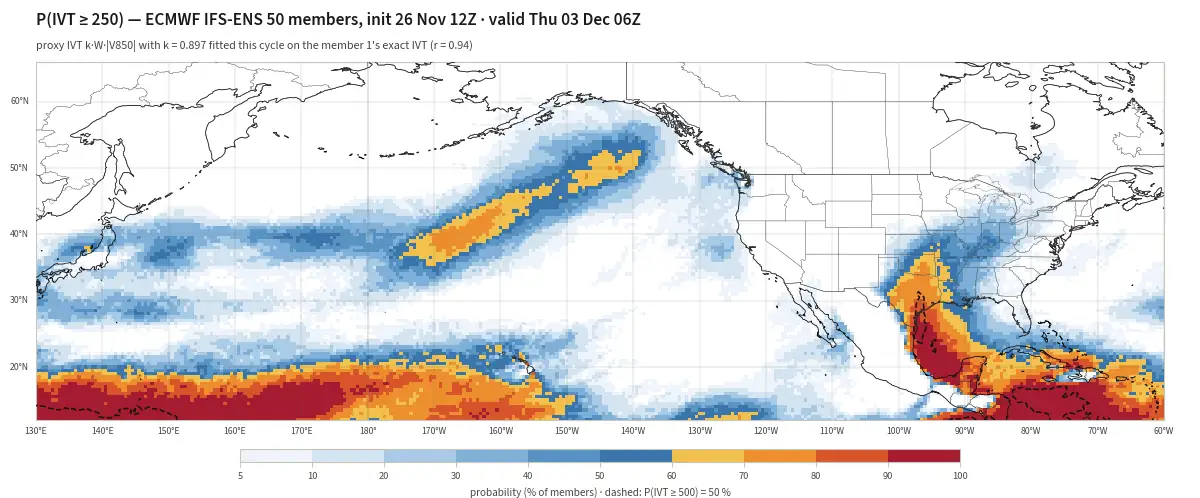 P(IVT ≥ 250) — ECMWF IFS-ENS 50 members, init 26 Nov 12Z · valid Thu 03 Dec 06Z
proxy IVT k·W·|V850| with k = 0.897 fitted this cycle on the member 1's exact IVT (r = 0.94)
60°N
50°N
40°N
30°N
20°N
130°E 140°E 150°E 160°E 170°E 180° 170°W 160°W 150°W 140°W 130°W 120°W 110°W 100°W 90°W 80°W 70°W 60°W
5 10 20 30 40 50 60 70 80 90 100
probability (% of members) · dashed: P(IVT ≥ 500) = 50 %